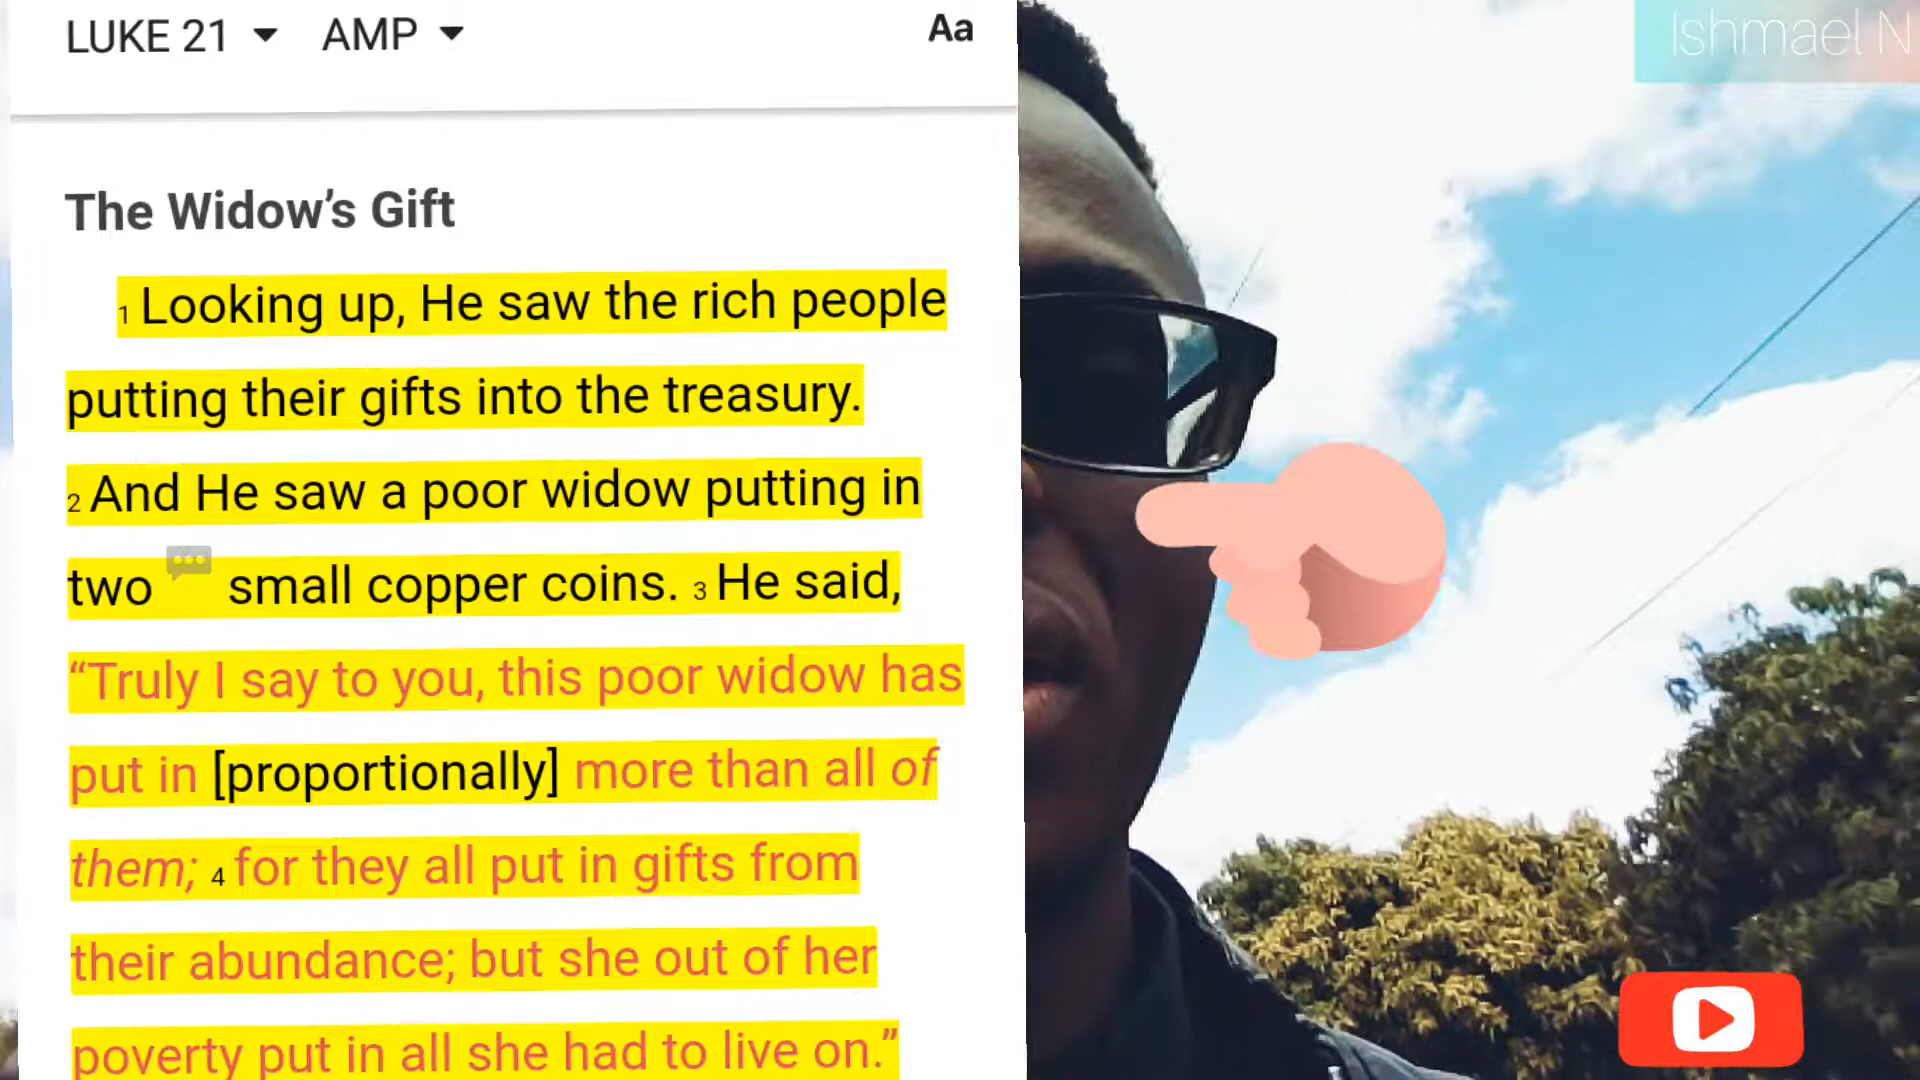 LUKE 21 AMP Aa
Ishmael N
The Widow’s Gift
1 Looking up, He saw the rich people
putting their gifts into the treasury.
2 And He saw a poor widow putting in
two small copper coins. 3 He said,
“Truly I say to you, this poor widow has
put in [proportionally] more than all of
them; 4 for they all put in gifts from
their abundance; but she out of her
poverty put in all she had to live on.”